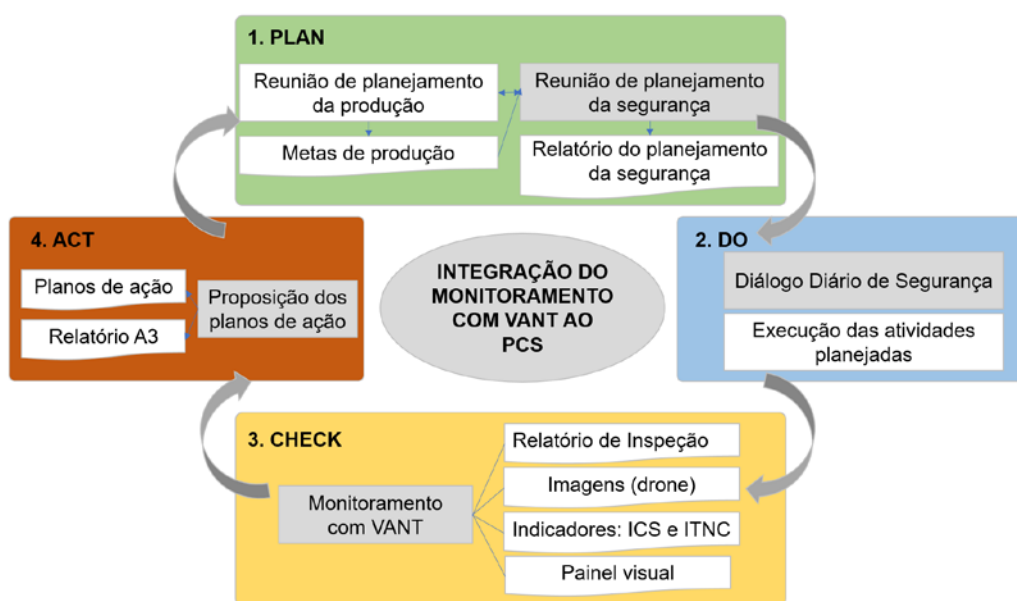 1. PLAN
Reunião de planejamento
da produção
Reunião de planejamento
da segurança
Metas de produção
Relatório do planejamento
da segurança
4. ACT
Planos de ação
Relatório A3
Proposição dos
planos de ação
INTEGRAÇÃO DO
MONITORAMENTO
COM VANT AO
PCS
2. DO
Diálogo Diário de Segurança
Execução das atividades
planejadas
3. CHECK
Monitoramento
com VANT
Relatório de Inspeção
Imagens (drone)
Indicadores: ICS e ITNC
Painel visual